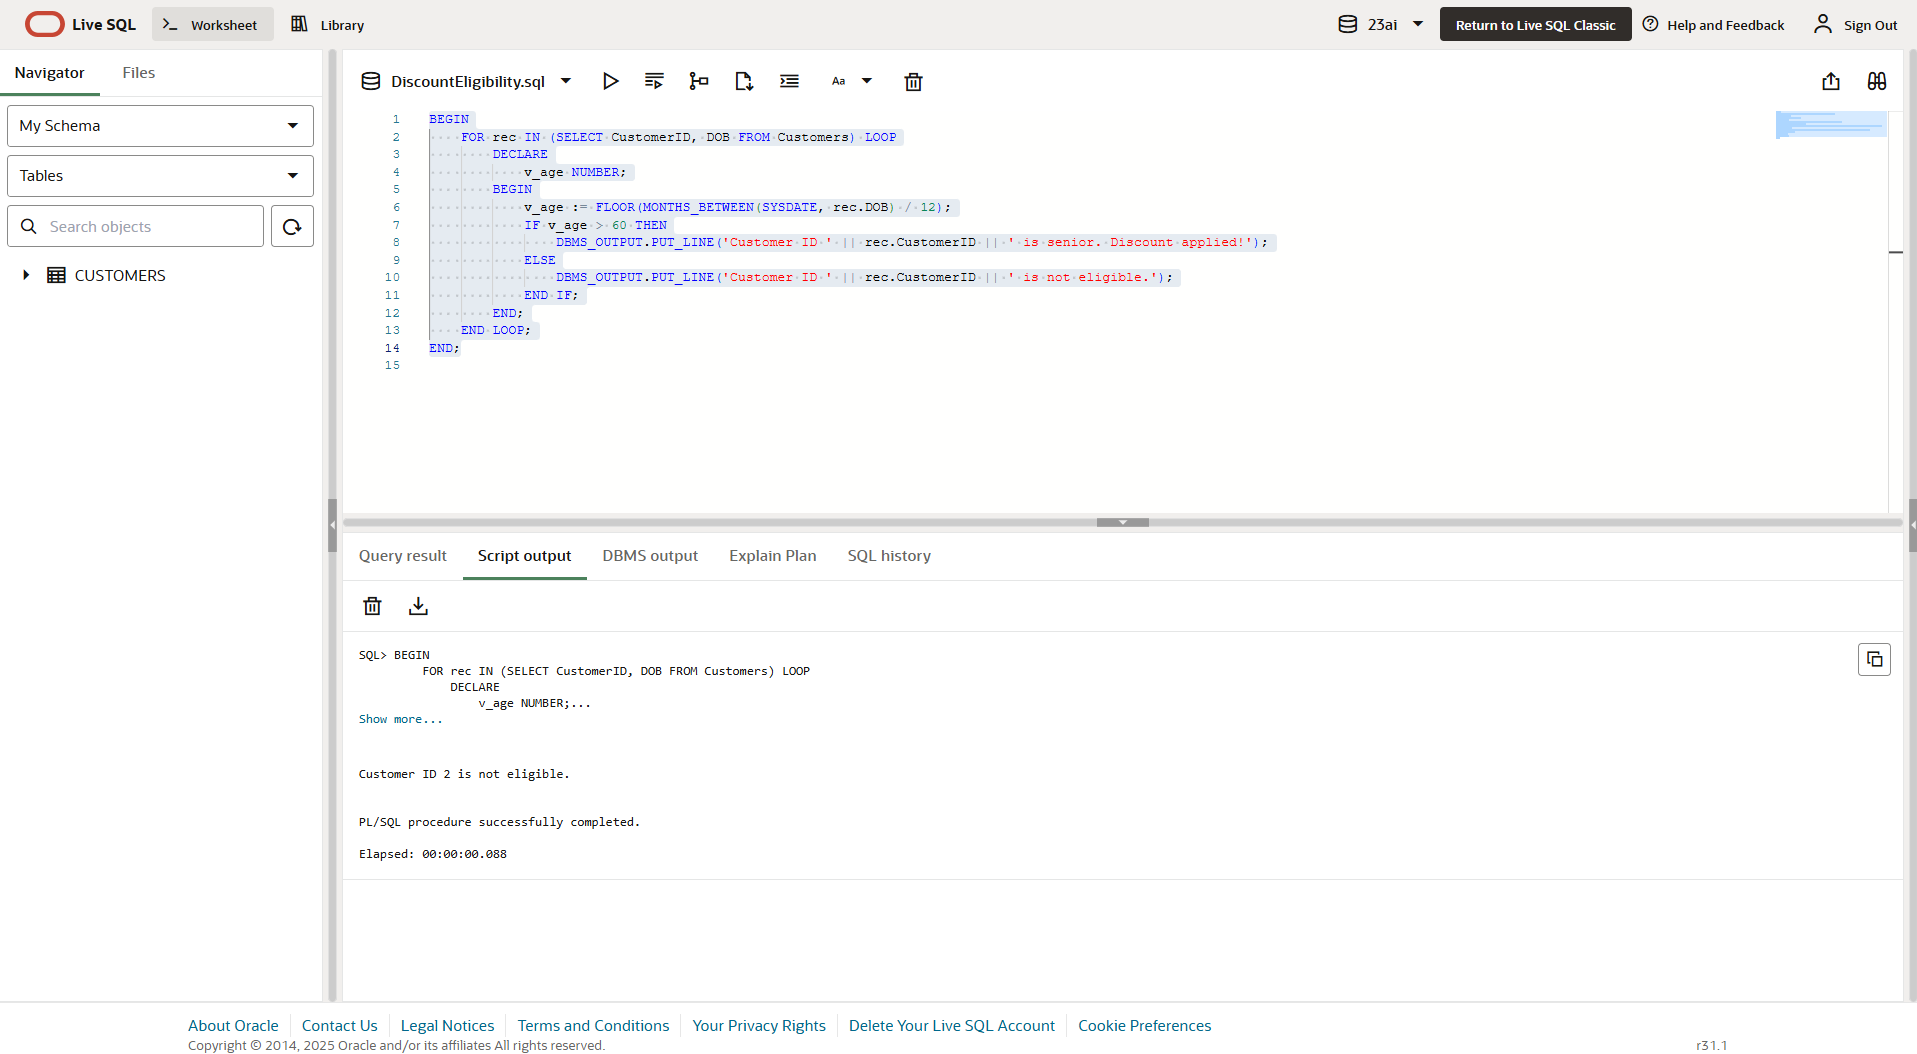 Live SQL
Worksheet
Library
23ai
Return to Live SQL Classic
Help and Feedback
Sign Out
Navigator
Files
My Schema
Tables
Search objects
CUSTOMERS
DiscountEligibility.sql
Aa
1 BEGIN
2     FOR rec IN (SELECT CustomerID, DOB FROM Customers) LOOP
3         DECLARE
4             v_age NUMBER;
5         BEGIN
6             v_age := FLOOR(MONTHS_BETWEEN(SYSDATE, rec.DOB) / 12);
7             IF v_age > 60 THEN
8                 DBMS_OUTPUT.PUT_LINE('Customer ID ' || rec.CustomerID || ' is senior. Discount applied!');
9             ELSE
10                 DBMS_OUTPUT.PUT_LINE('Customer ID ' || rec.CustomerID || ' is not eligible.');
11             END IF;
12         END;
13     END LOOP;
14 END;
15
Query result
Script output
DBMS output
Explain Plan
SQL history
SQL> BEGIN
         FOR rec IN (SELECT CustomerID, DOB FROM Customers) LOOP
             DECLARE
                 v_age NUMBER;...
Show more...
Customer ID 2 is not eligible.
PL/SQL procedure successfully completed.
Elapsed: 00:00:00.088
About Oracle
Contact Us
Legal Notices
Terms and Conditions
Your Privacy Rights
Delete Your Live SQL Account
Cookie Preferences
Copyright © 2014, 2025 Oracle and/or its affiliates All rights reserved.
r31.1